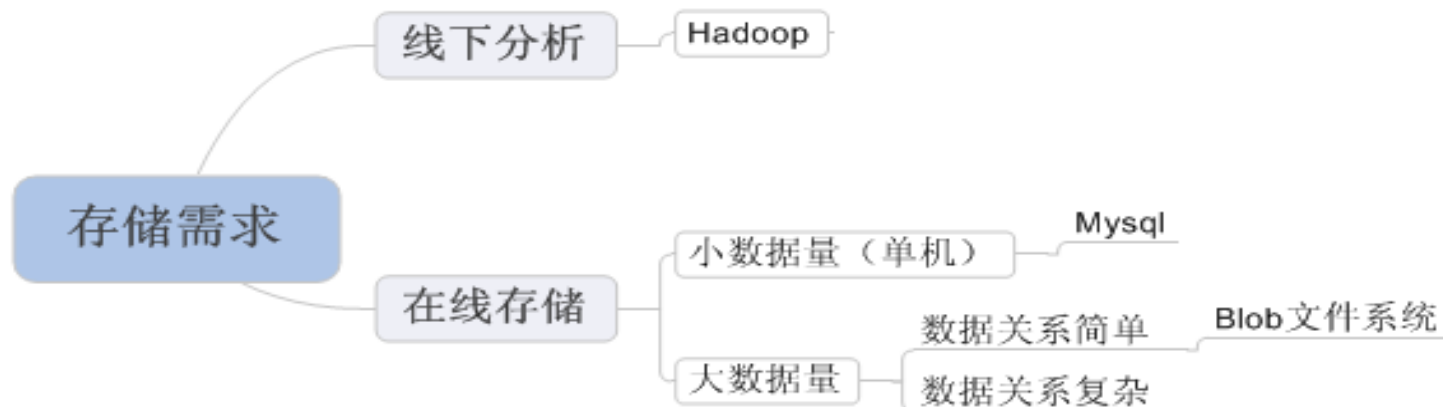 线下分析
Hadoop
存储需求
Mysql
小数据量（单机）
在线存储
数据关系简单
Blob文件系统
大数据量
数据关系复杂